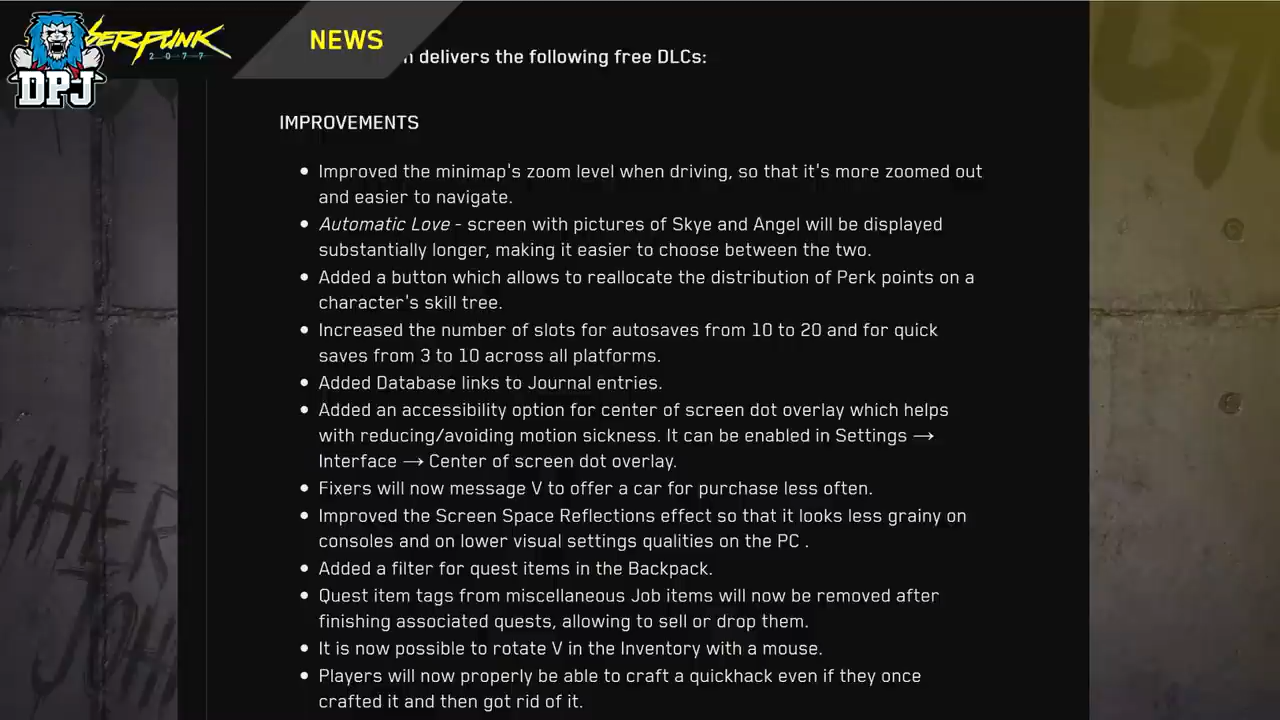 NEWS
delivers the following free DLCs:
2 0 7 7
DPJ
IMPROVEMENTS
• Improved the minimap's zoom level when driving, so that it's more zoomed out
and easier to navigate.
• Automatic Love - screen with pictures of Skye and Angel will be displayed
substantially longer, making it easier to choose between the two.
• Added a button which allows to reallocate the distribution of Perk points on a
character's skill tree.
• Increased the number of slots for autosaves from 10 to 20 and for quick
saves from 3 to 10 across all platforms.
• Added Database links to Journal entries.
• Added an accessibility option for center of screen dot overlay which helps
with reducing/avoiding motion sickness. It can be enabled in Settings →
Interface → Center of screen dot overlay.
• Fixers will now message V to offer a car for purchase less often.
• Improved the Screen Space Reflections effect so that it looks less grainy on
consoles and on lower visual settings qualities on the PC .
• Added a filter for quest items in the Backpack.
• Quest item tags from miscellaneous Job items will now be removed after
finishing associated quests, allowing to sell or drop them.
• It is now possible to rotate V in the Inventory with a mouse.
• Players will now properly be able to craft a quickhack even if they once
crafted it and then got rid of it.